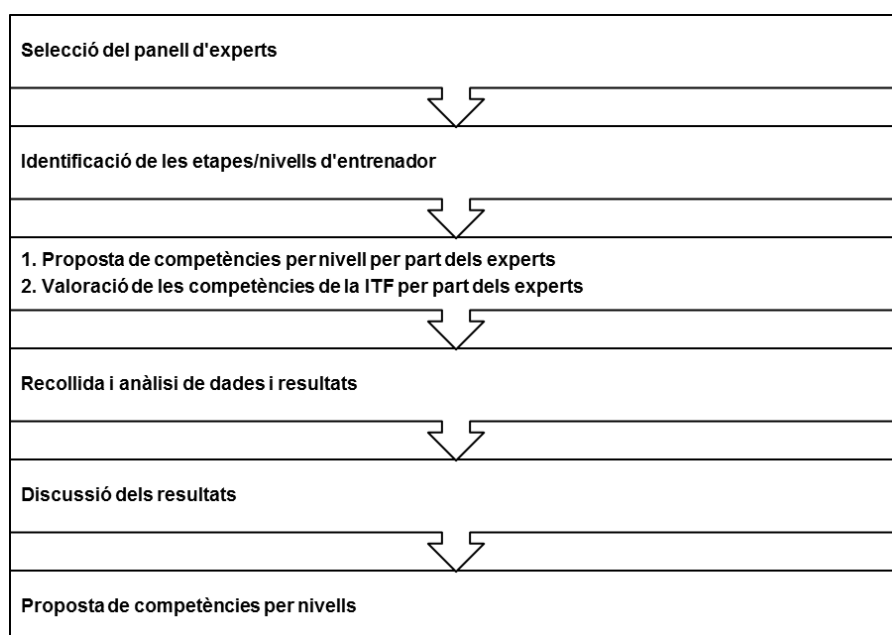 Selecció del panell d'experts
Identificació de les etapes/nivells d'entrenador
1. Proposta de competències per nivell per part dels experts
2. Valoració de les competències de la ITF per part dels experts
Recollida i anàlisi de dades i resultats
Discussió dels resultats
Proposta de competències per nivells